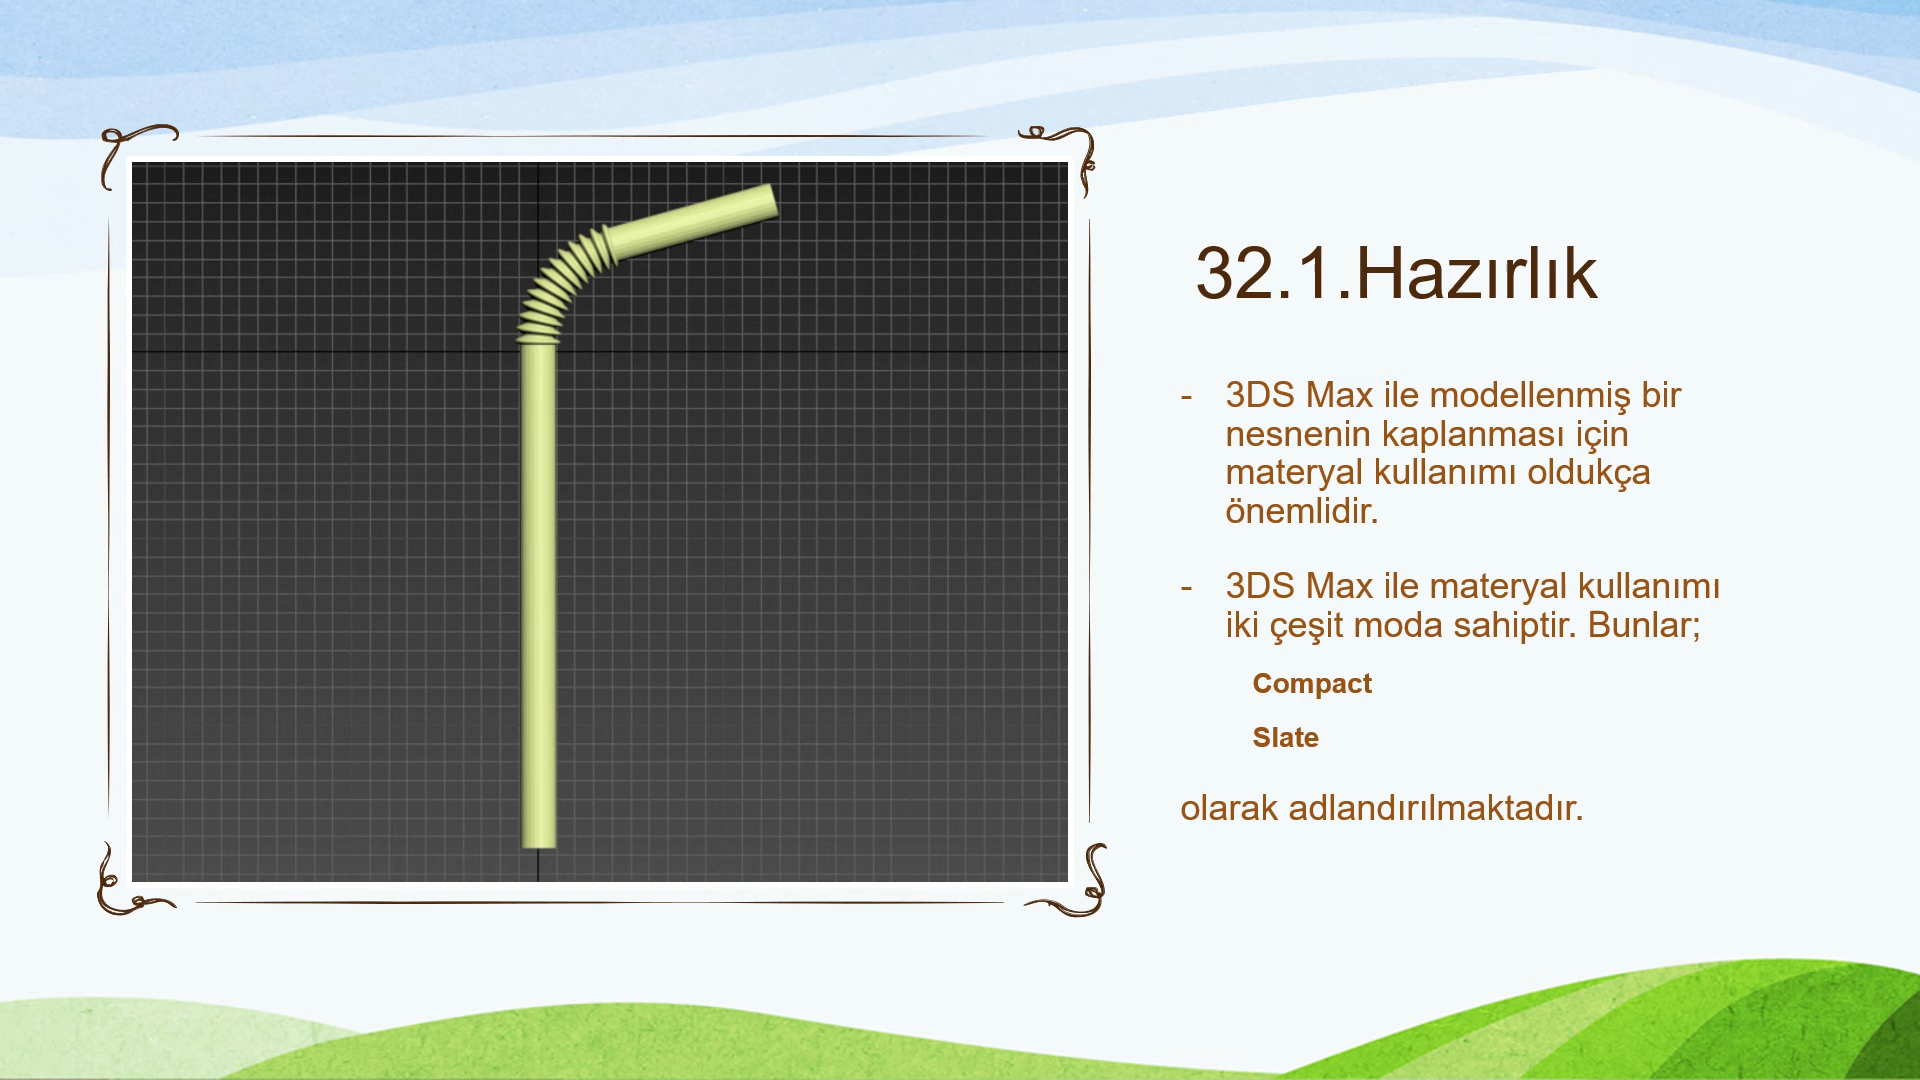 32.1.Hazırlık
- 3DS Max ile modellenmiş bir
nesnenin kaplanması için
materyal kullanımı oldukça
önemlidir.
- 3DS Max ile materyal kullanımı
iki çeşit moda sahiptir. Bunlar;
Compact
Slate
olarak adlandırılmaktadır.